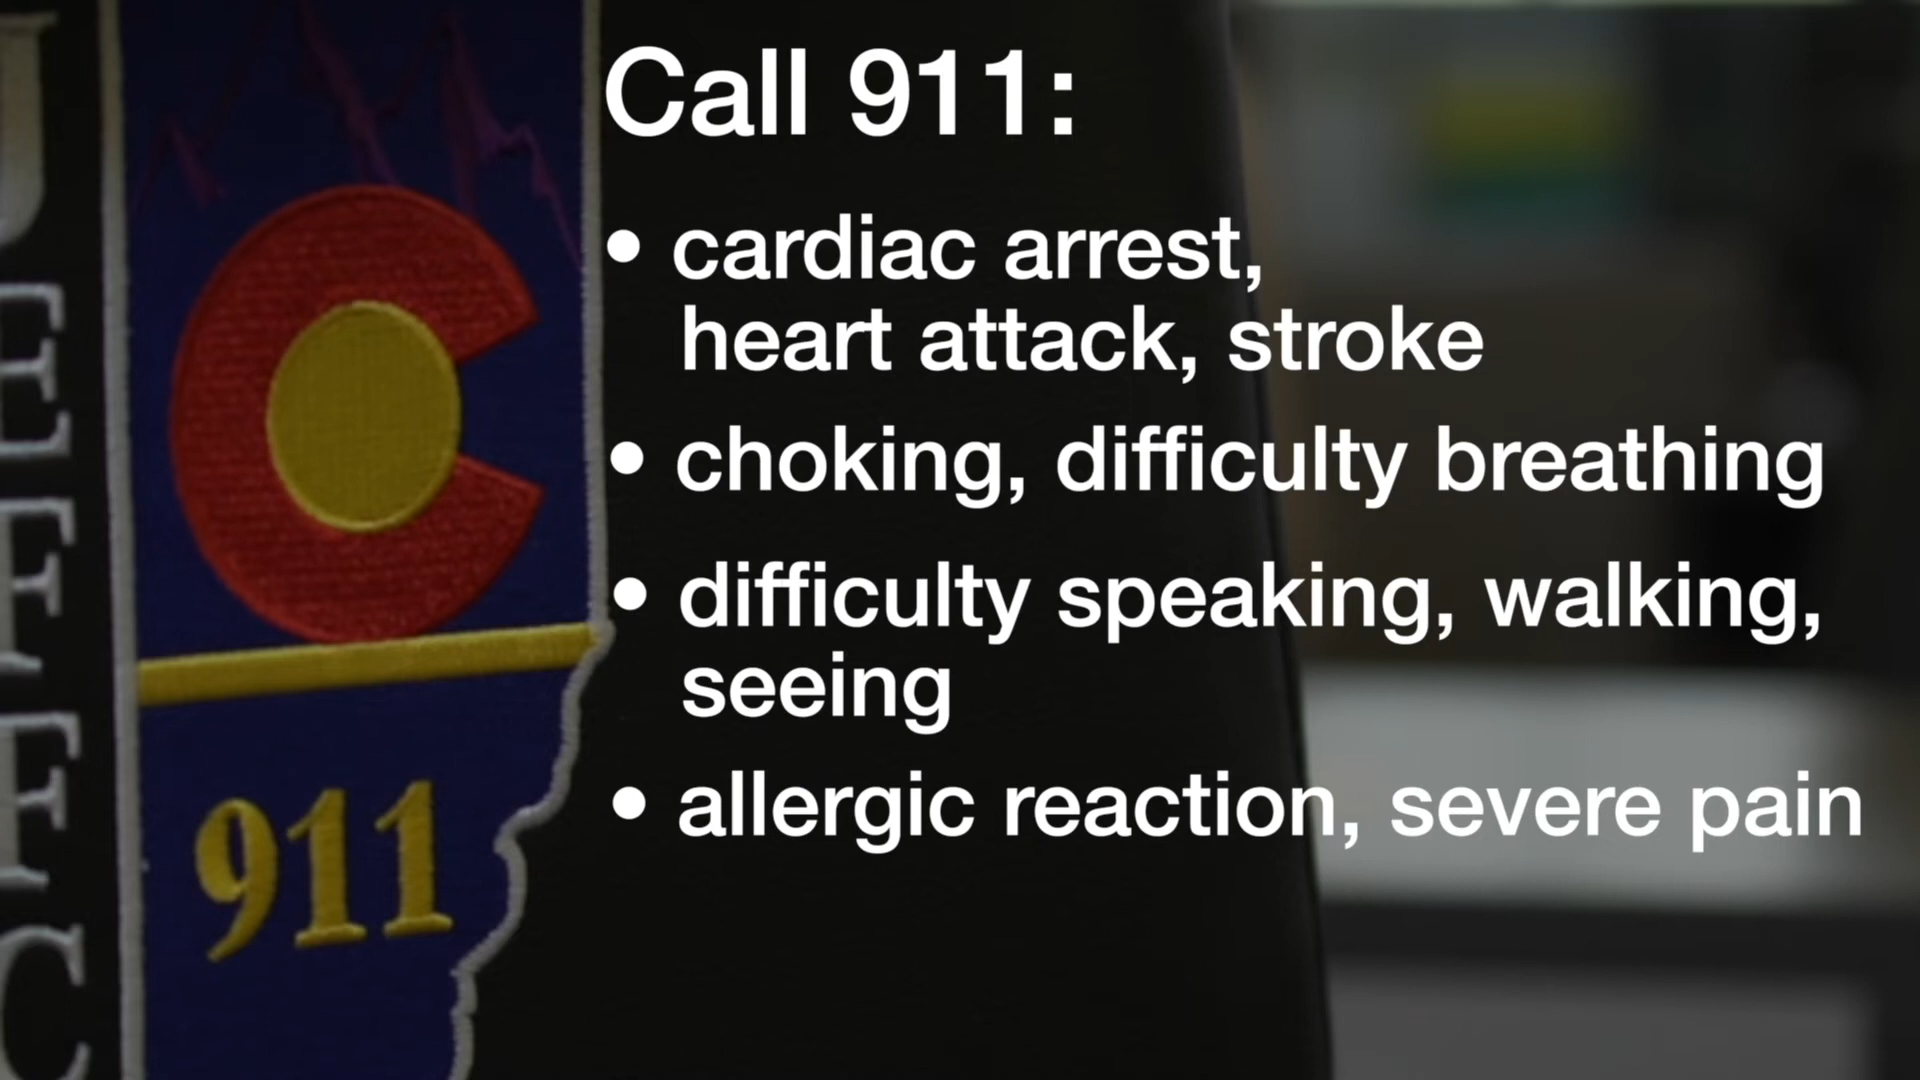 JEFFC
Call 911:
• cardiac arrest,
heart attack, stroke
• choking, difficulty breathing
• difficulty speaking, walking,
seeing
• allergic reaction, severe pain
911